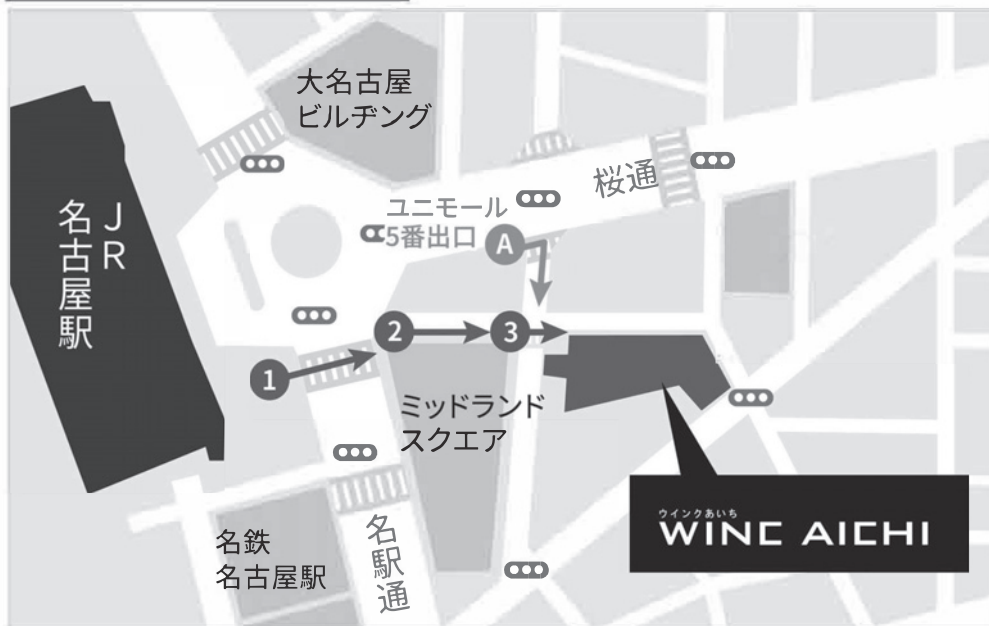 大名古屋
ビルヂング
桜通
ユニモール
5番出口
A
JR
名古屋駅
1
2
3
ミッドランド
スクエア
ウインクあいち
WINC AICHI
名鉄
名古屋駅
名駅通